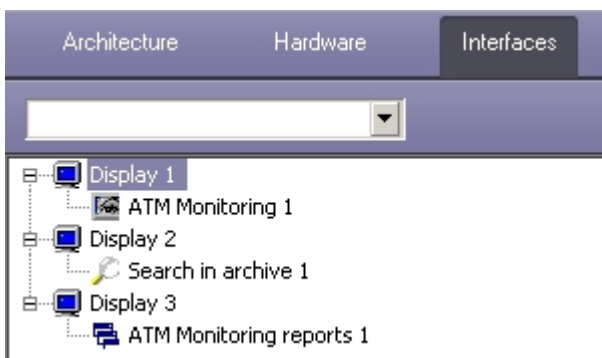 Architecture Hardware Interfaces
Display 1
ATM Monitoring 1
Display 2
Search in archive 1
Display 3
ATM Monitoring reports 1